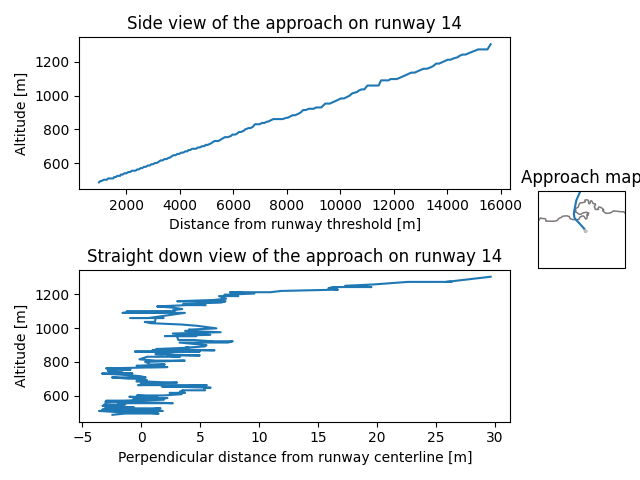 Side view of the approach on runway 14
Altitude [m]
1200
1000
800
600
2000 4000 6000 8000 10000 12000 14000 16000
Distance from runway threshold [m]
Approach map
Straight down view of the approach on runway 14
Altitude [m]
1200
1000
800
600
−5 0 5 10 15 20 25 30
Perpendicular distance from runway centerline [m]